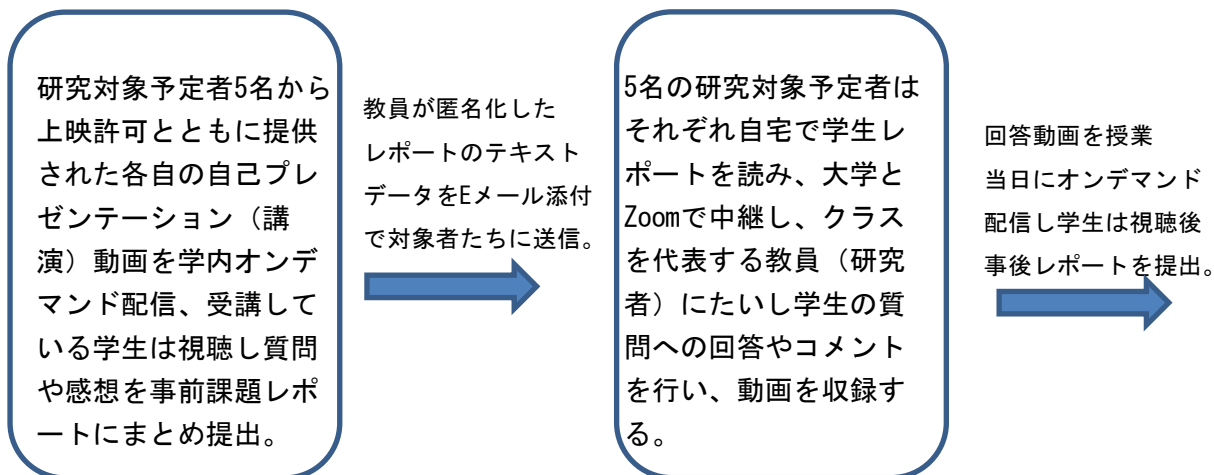 研究対象予定者5名から
上映許可とともに提供
された各自の自己プレ
ゼンテーション（講
演）動画を学内オンデ
マンド配信、受講して
いる学生は視聴し質問
や感想を事前課題レポ
ートにまとめ提出。
教員が匿名化した
レポートのテキスト
データをEメール添付
で対象者たちに送信。
5名の研究対象予定者は
それぞれ自宅で学生レ
ポートを読み、大学と
Zoomで中継し、クラス
を代表する教員（研究
者）にたいし学生の質
問への回答やコメント
を行い、動画を収録す
る。
回答動画を授業
当日にオンデマンド
配信し学生は視聴後
事後レポートを提出。